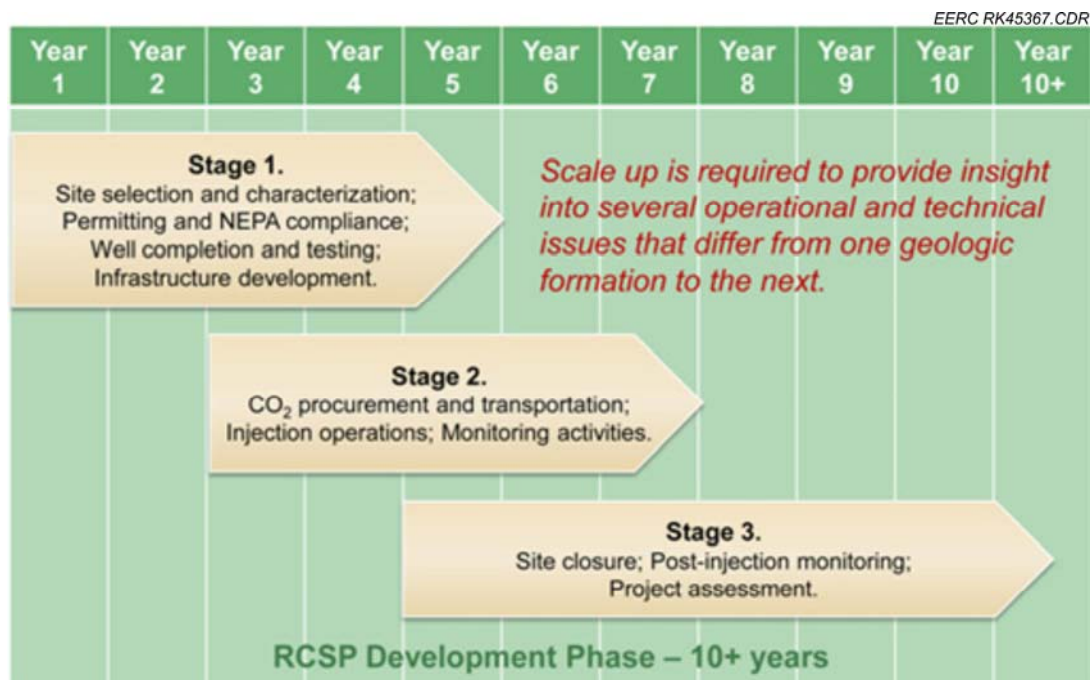 EERC RK45367.CDR
Year 1
Year 2
Year 3
Year 4
Year 5
Year 6
Year 7
Year 8
Year 9
Year 10
Year 10+
Stage 1.
Site selection and characterization;
Permitting and NEPA compliance;
Well completion and testing;
Infrastructure development.
Scale up is required to provide insight
into several operational and technical
issues that differ from one geologic
formation to the next.
Stage 2.
CO₂ procurement and transportation;
Injection operations; Monitoring activities.
Stage 3.
Site closure; Post-injection monitoring;
Project assessment.
RCSP Development Phase – 10+ years